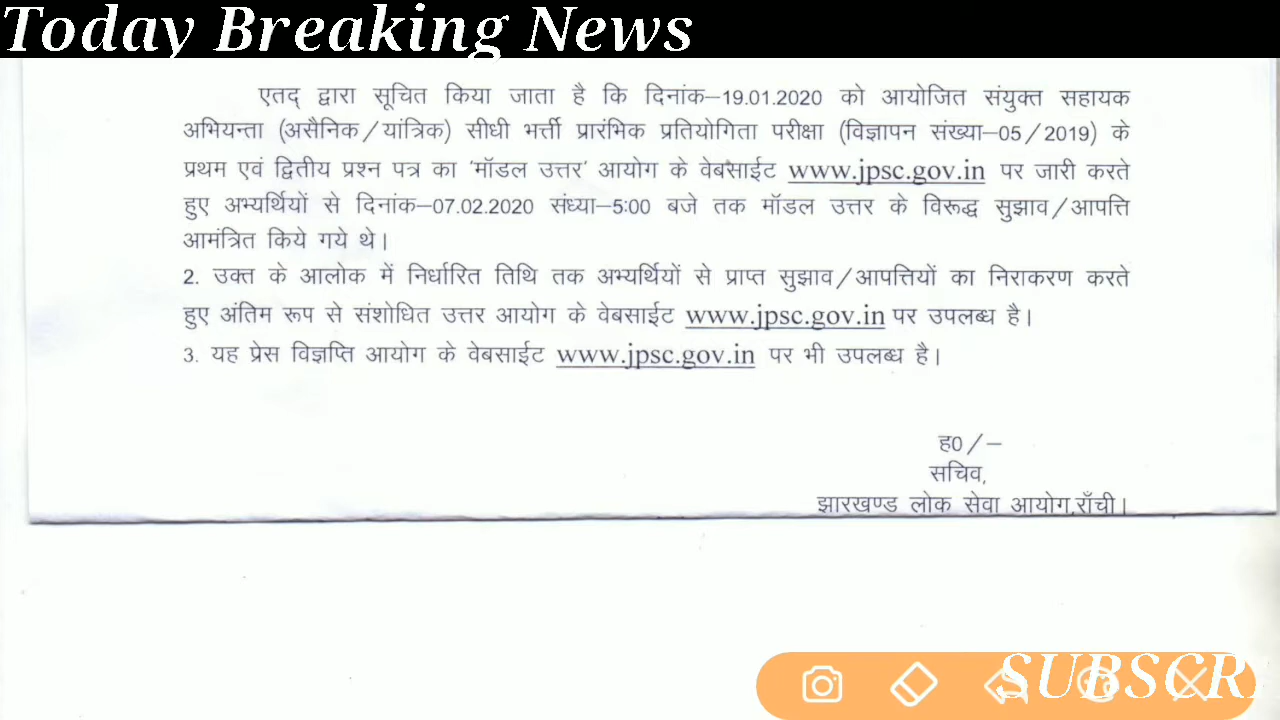 Today Breaking News
एतद् द्वारा सूचित किया जाता है कि दिनांक–19.01.2020 को आयोजित संयुक्त सहायक
अभियन्ता (असैनिक/यांत्रिक) सीधी भर्त्ती प्रारंभिक प्रतियोगिता परीक्षा (विज्ञापन संख्या–05/2019) के
प्रथम एवं द्वितीय प्रश्न पत्र का 'मॉडल उत्तर' आयोग के वेबसाईट www.jpsc.gov.in पर जारी करते
हुए अभ्यर्थियों से दिनांक–07.02.2020 संध्या–5:00 बजे तक मॉडल उत्तर के विरूद्ध सुझाव/आपत्ति
आमंत्रित किये गये थे।
2. उक्त के आलोक में निर्धारित तिथि तक अभ्यर्थियों से प्राप्त सुझाव/आपत्तियों का निराकरण करते
हुए अंतिम रूप से संशोधित उत्तर आयोग के वेबसाईट www.jpsc.gov.in पर उपलब्ध है।
3. यह प्रेस विज्ञप्ति आयोग के वेबसाईट www.jpsc.gov.in पर भी उपलब्ध है।
ह0/–
सचिव,
झारखण्ड लोक सेवा आयोग,राँची।
SUBSCRI